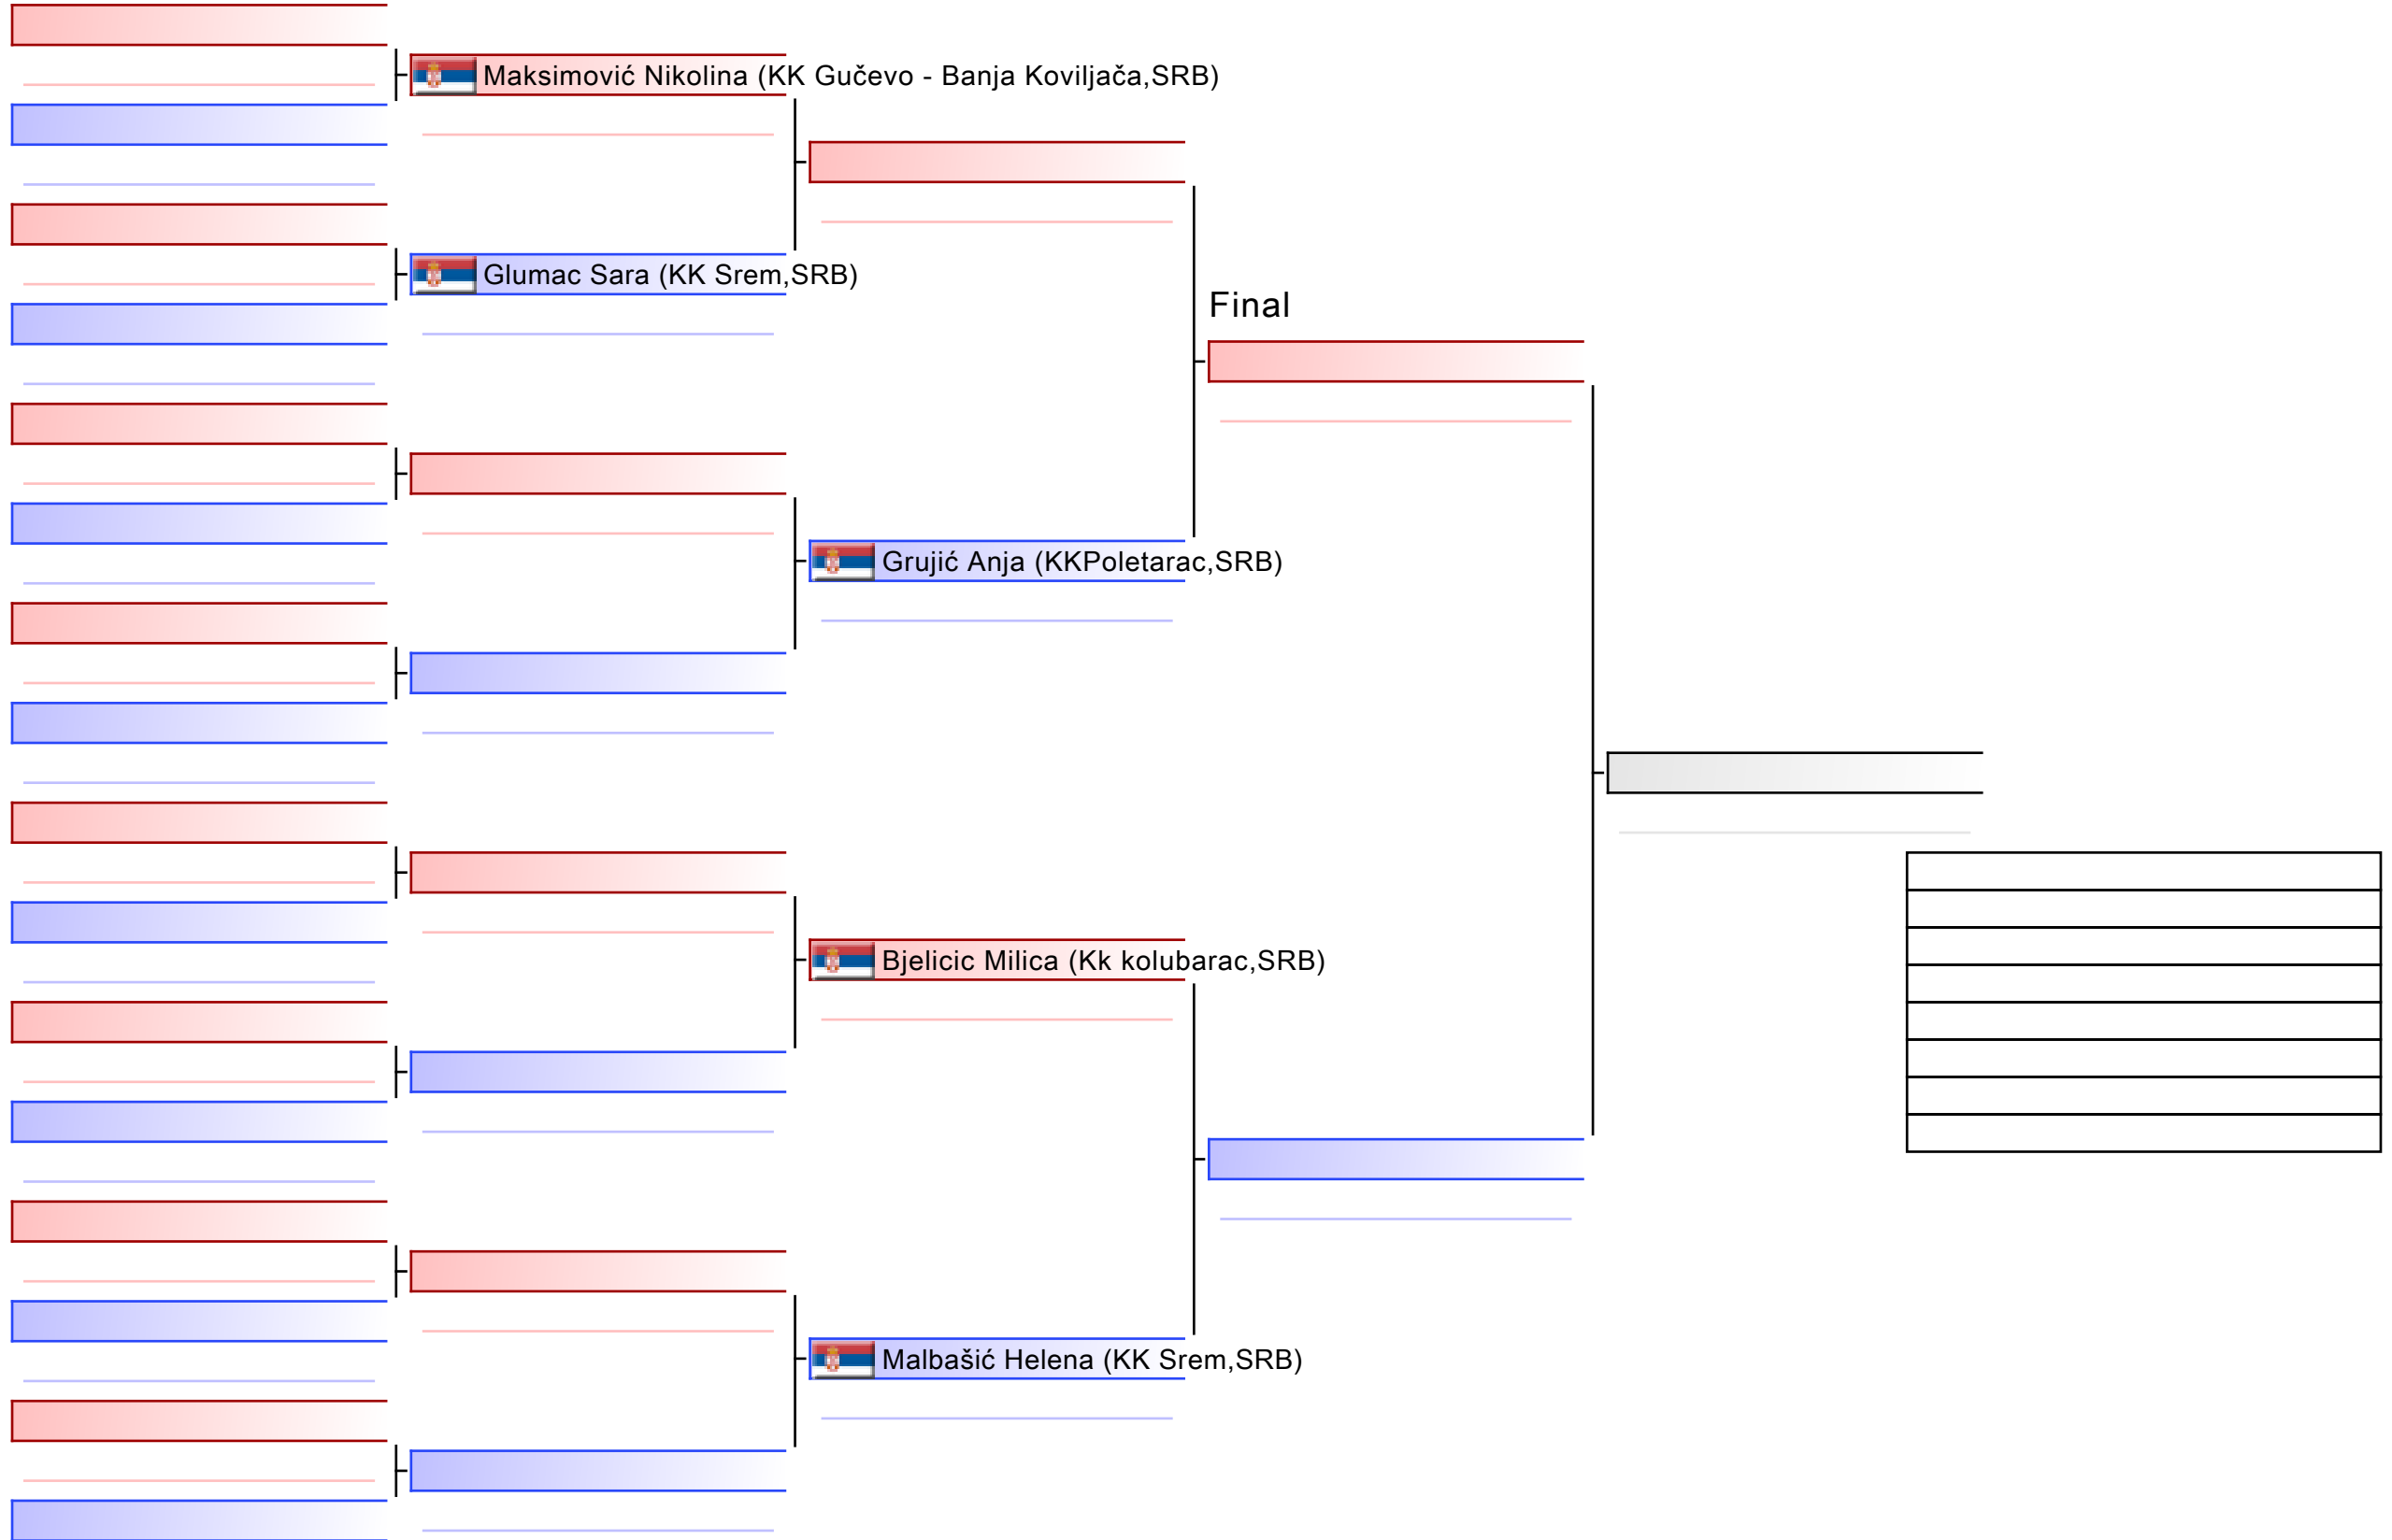 Maksimović Nikolina (KK Gučevo - Banja Koviljača,SRB)
Glumac Sara (KK Srem,SRB)
Final
Grujić Anja (KKPoletarac,SRB)
Bjelicic Milica (Kk kolubarac,SRB)
Malbašić Helena (KK Srem,SRB)